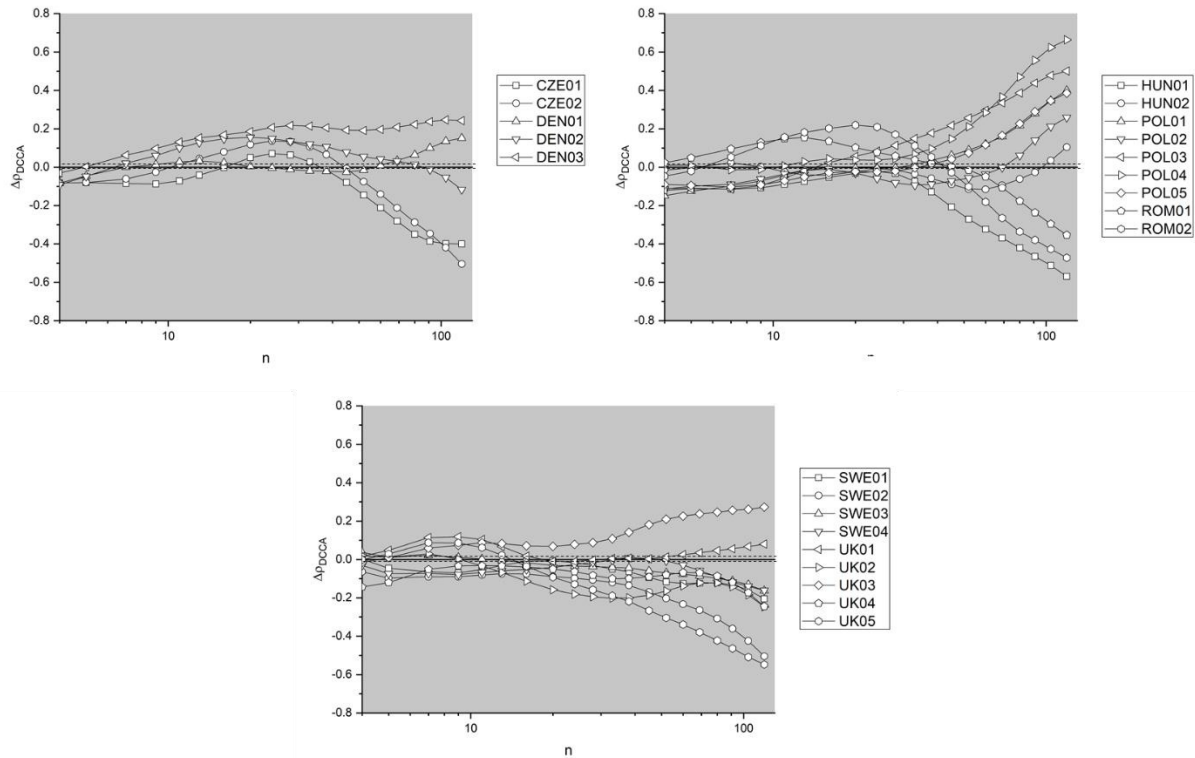 0.8
0.6
0.4
0.2
0.0
-0.2
-0.4
-0.6
-0.8
ΔρDCCA
10
100
n
CZE01
CZE02
DEN01
DEN02
DEN03
0.8
0.6
0.4
0.2
0.0
-0.2
-0.4
-0.6
-0.8
ΔρDCCA
10
100
HUN01
HUN02
POL01
POL02
POL03
POL04
POL05
ROM01
ROM02
0.8
0.6
0.4
0.2
0.0
-0.2
-0.4
-0.6
-0.8
ΔρDCCA
10
100
n
SWE01
SWE02
SWE03
SWE04
UK01
UK02
UK03
UK04
UK05